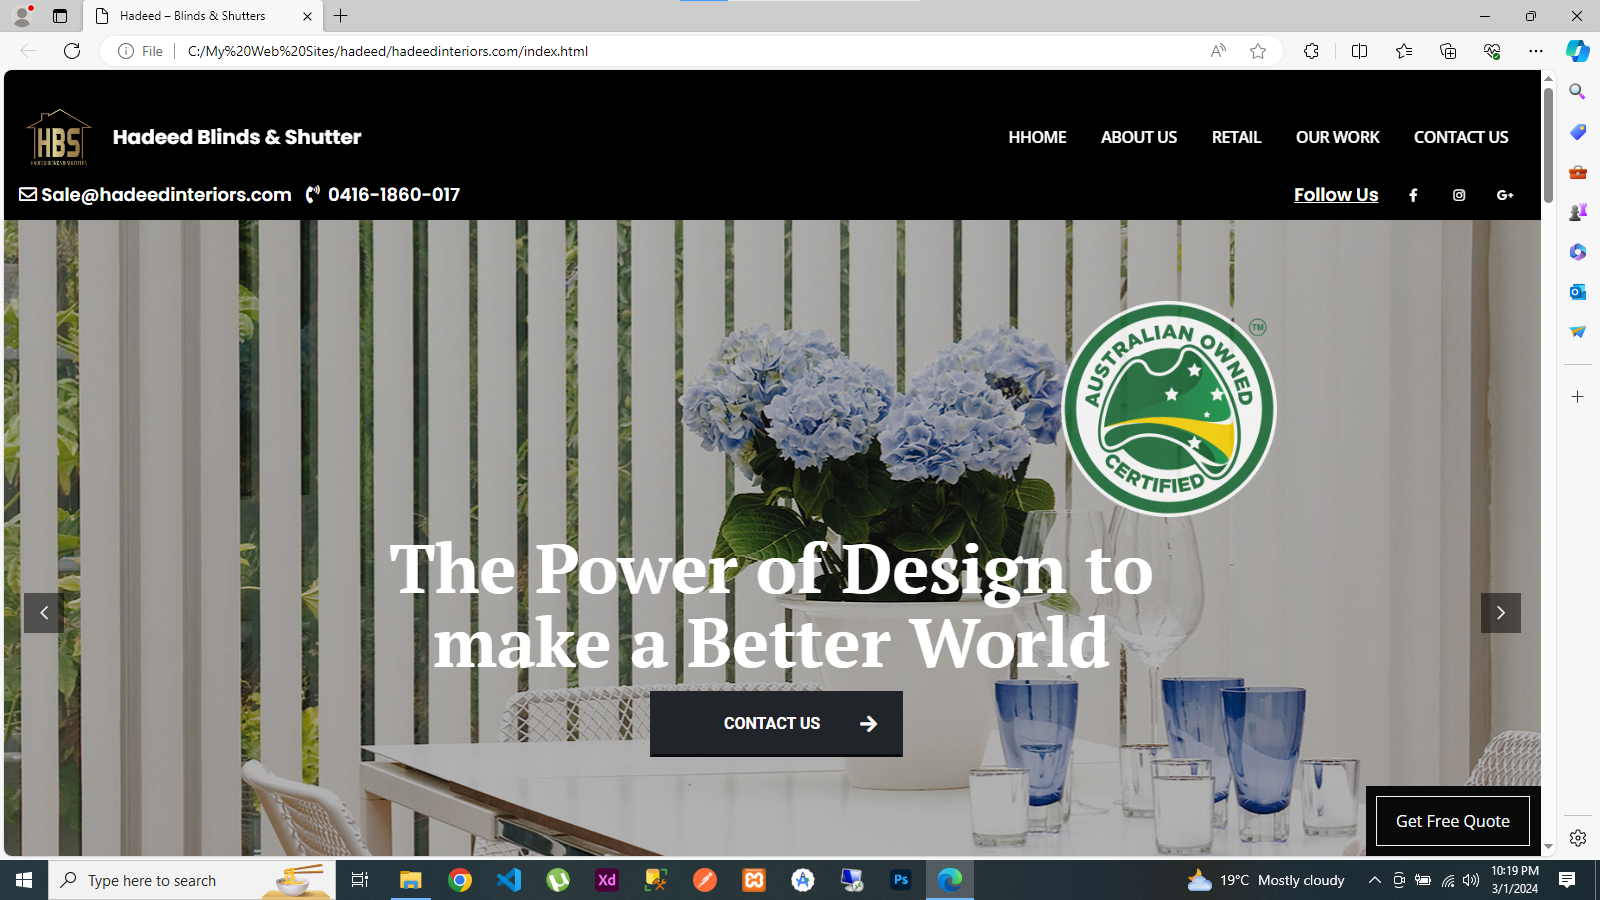 Hadeed – Blinds & Shutters
File
C:/My%20Web%20Sites/hadeed/hadeedinteriors.com/index.html
HBS
Hadeed Blinds & Shutter
HHOME ABOUT US RETAIL OUR WORK CONTACT US
Sale@hadeedinteriors.com 0416-1860-017
Follow Us
AUSTRALIAN OWNED
TM
CERTIFIED
The Power of Design to
make a Better World
CONTACT US
Get Free Quote
Type here to search
Xd
Ps
19°C Mostly cloudy
10:19 PM
3/1/2024